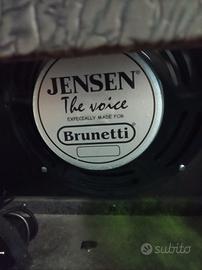 JENSEN®
The voice
EXPECIALLY MADE FOR
Brunetti®
subito